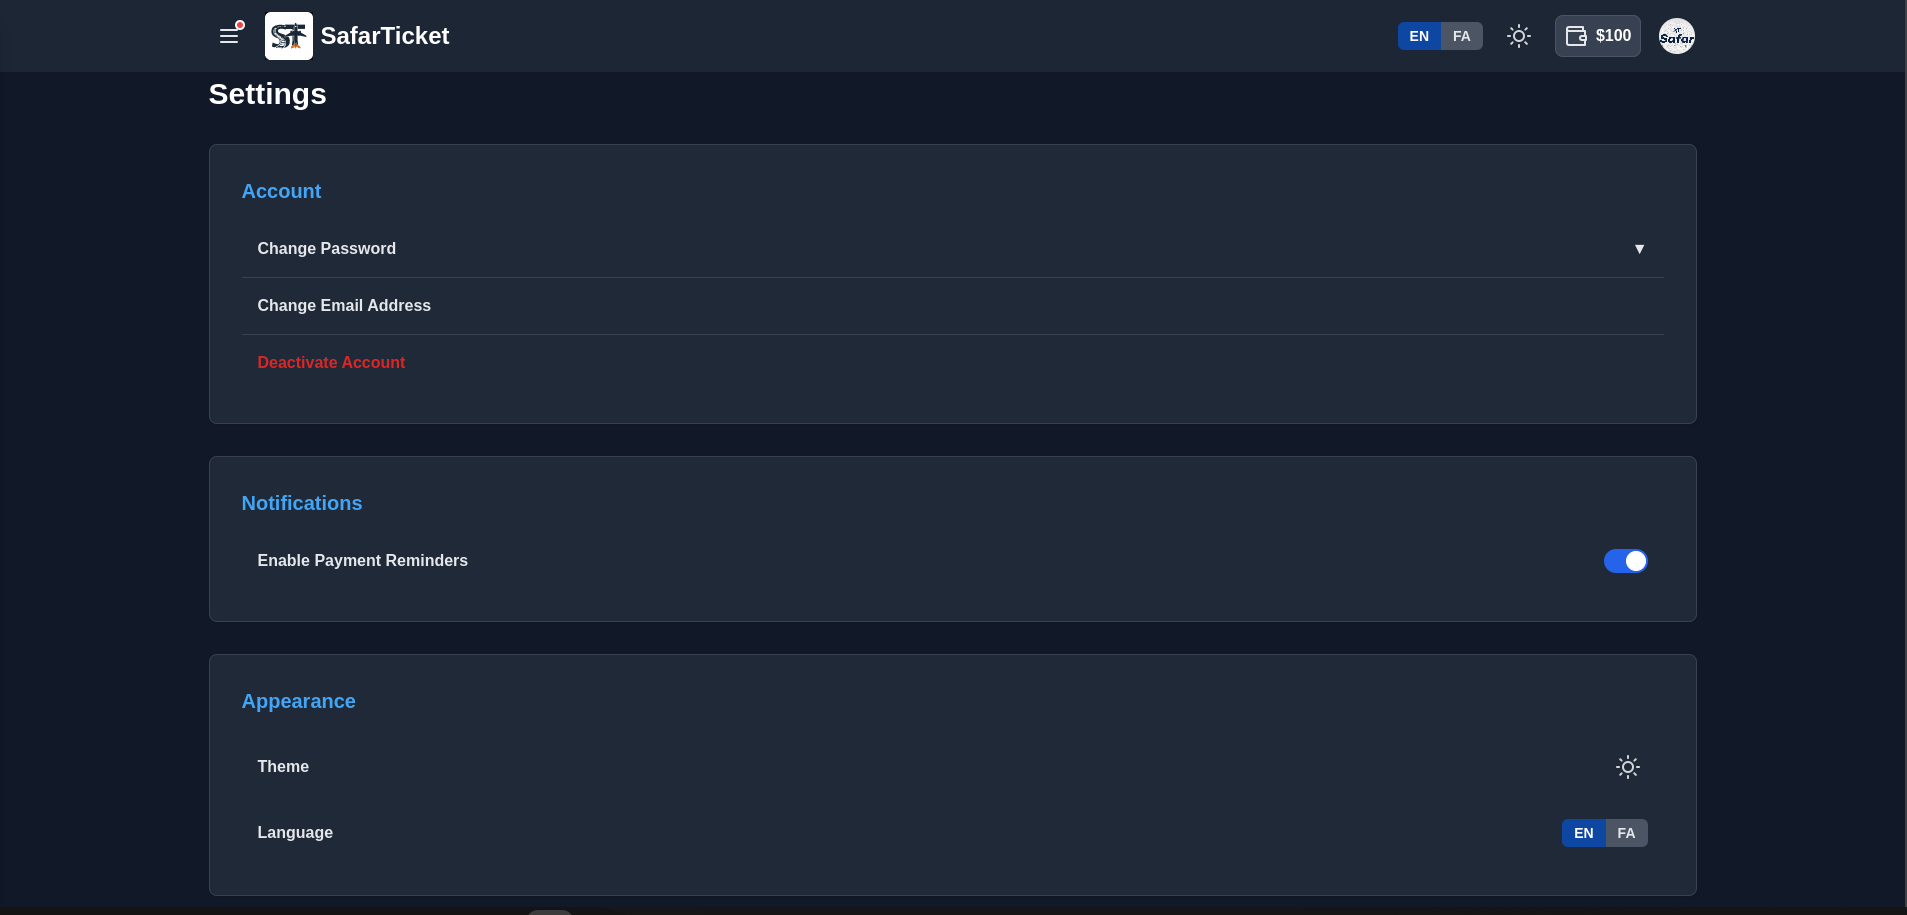 ST SafarTicket
EN FA
$100
Safar
Settings
Account
Change Password
Change Email Address
Deactivate Account
Notifications
Enable Payment Reminders
Appearance
Theme
Language
EN FA